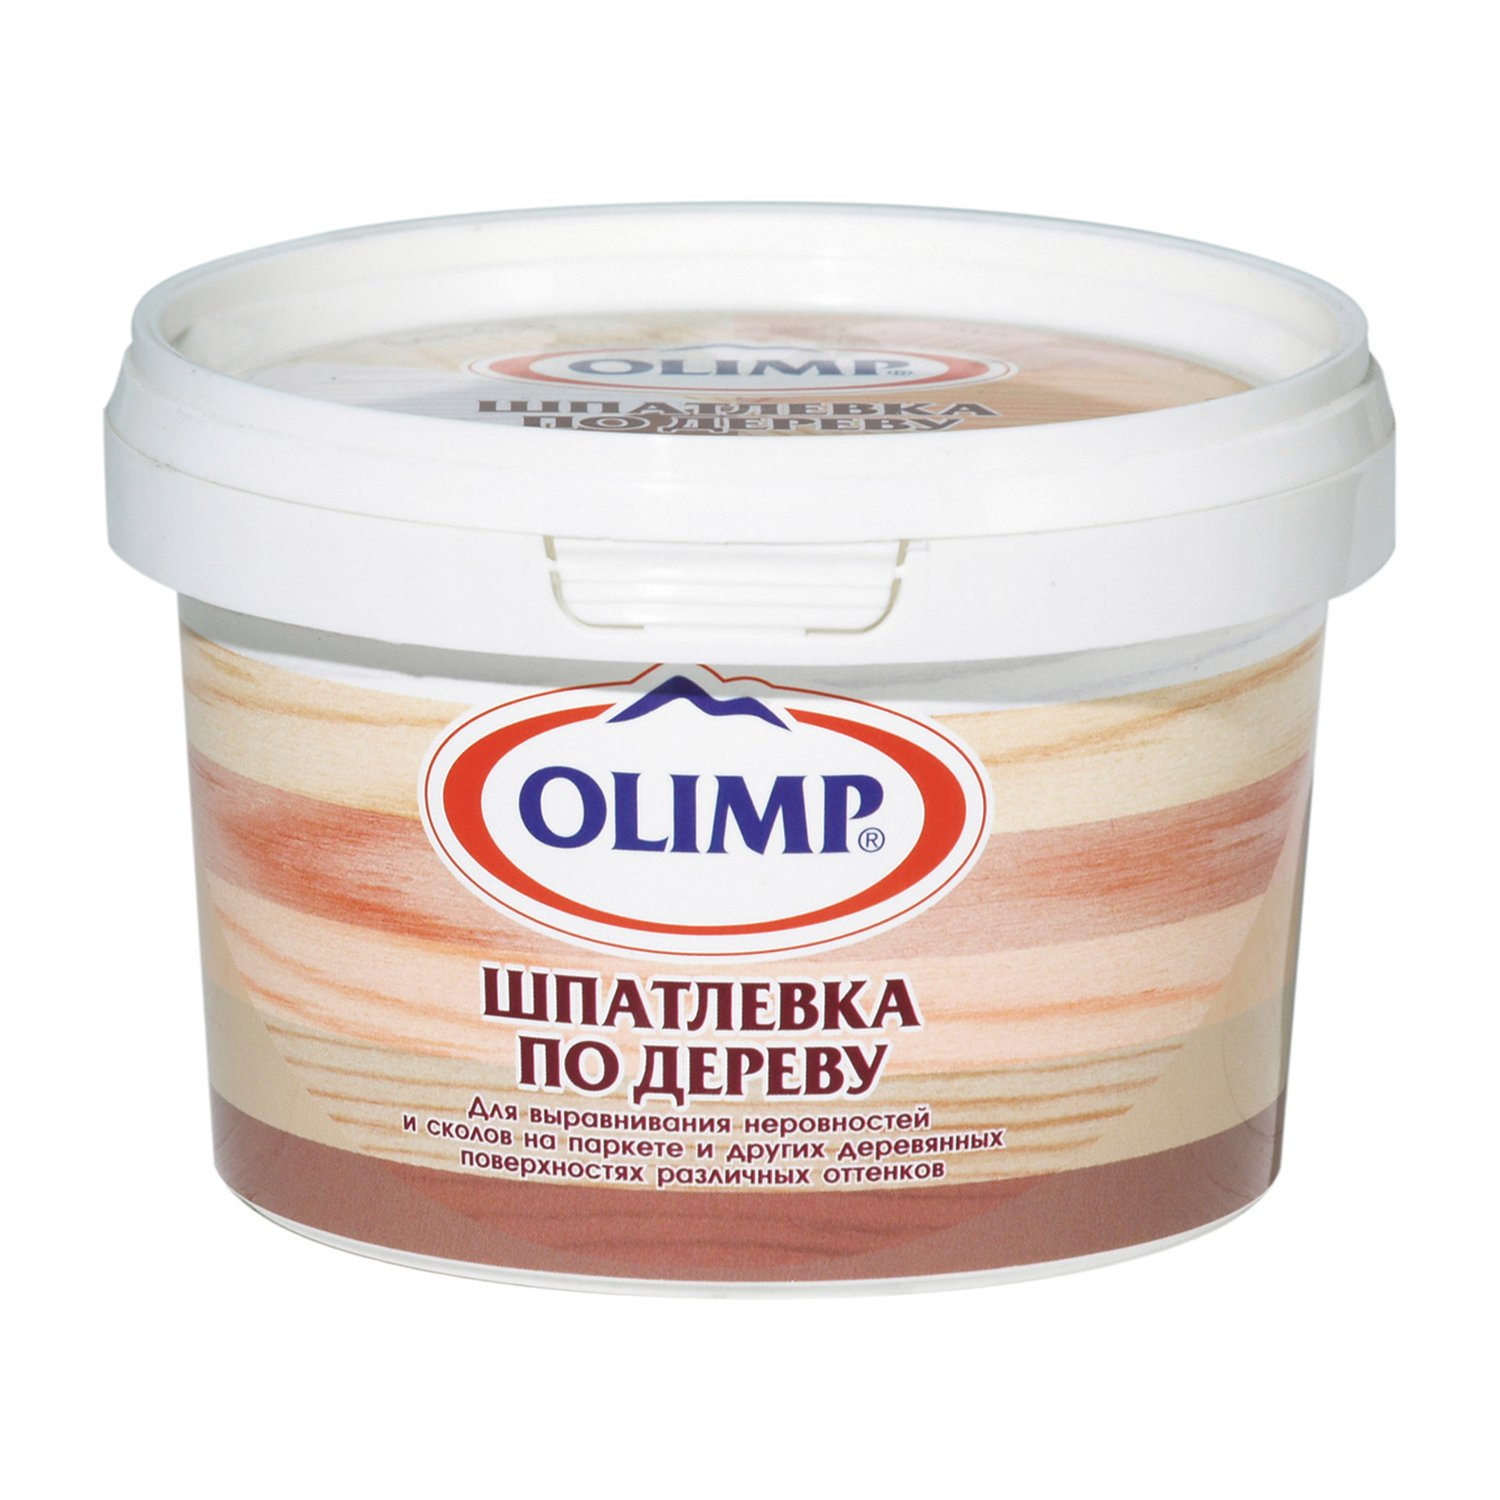 OLIMP®
ШПАТЛЕВКА
ПО ДЕРЕВУ
OLIMP®
ШПАТЛЕВКА
ПО ДЕРЕВУ
Для выравнивания неровностей
и сколов на паркете и других деревянных
поверхностях различных оттенков